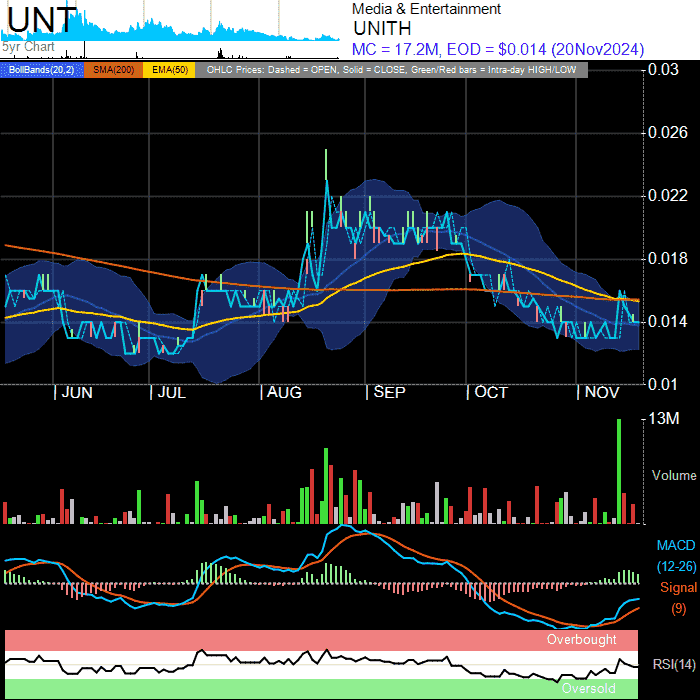 UNT
5yr Chart
Media & Entertainment
UNITH
MC = 17.2M, EOD = $0.014 (20Nov2024)
BollBands(20,2) SMA(200) EMA(50) OHLC Prices: Dashed = OPEN, Solid = CLOSE, Green/Red bars = Intra-day HIGH/LOW
0.03
0.026
0.022
0.018
0.014
0.01
JUN JUL AUG SEP OCT NOV
13M
Volume
MACD
(12-26)
Signal
(9)
Overbought
RSI(14)
Oversold